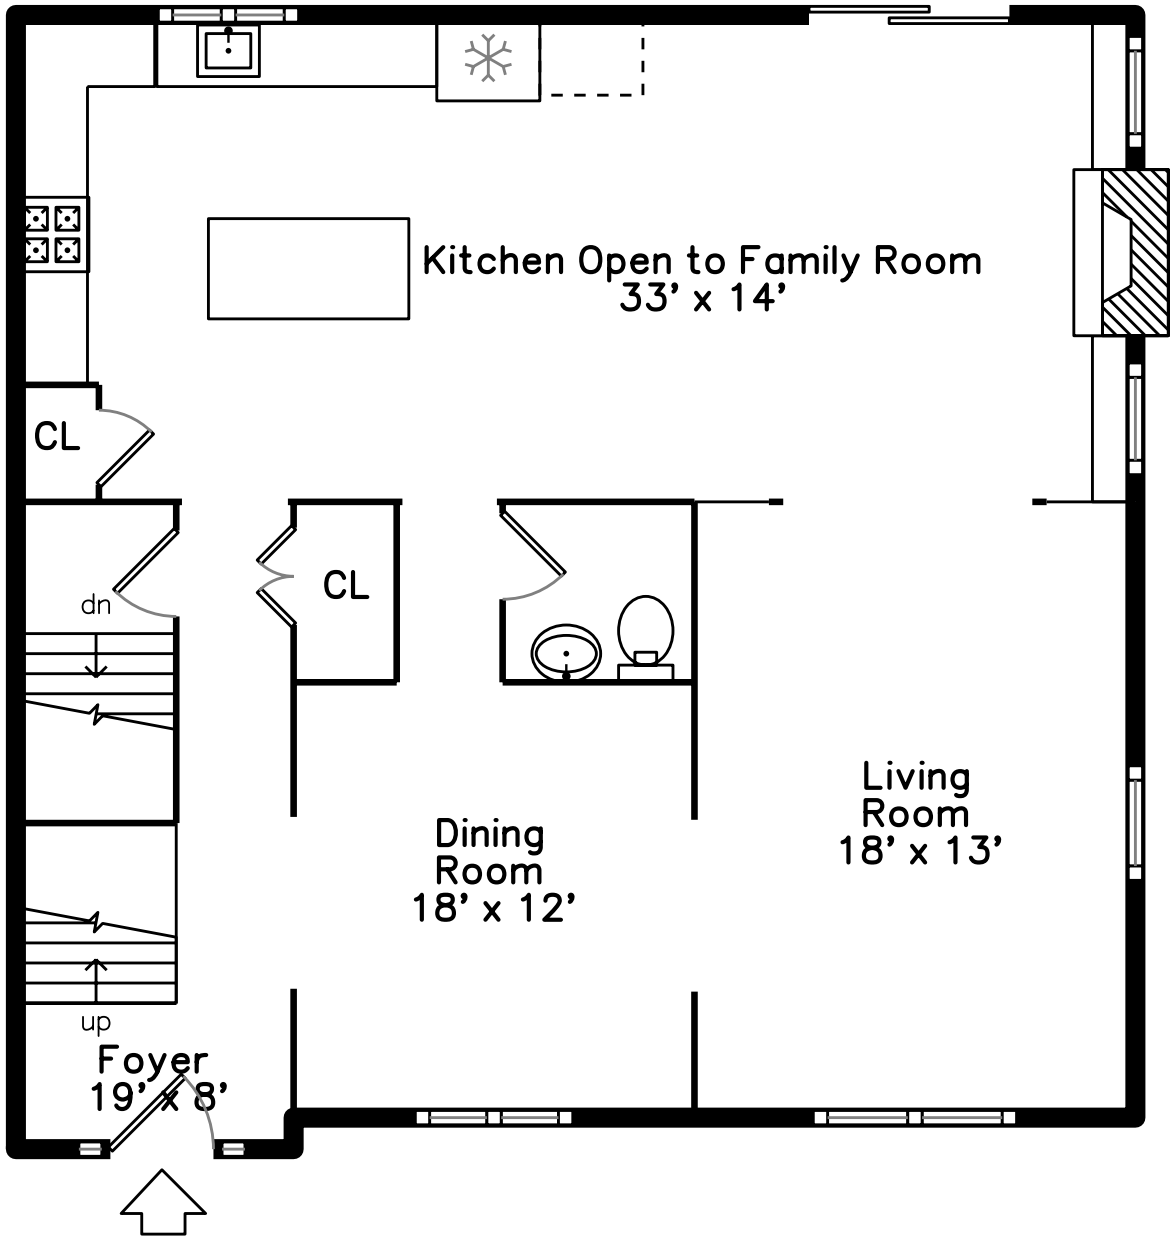 Kitchen Open to Family Room
33' x 14'
CL
CL
dn
Living
Room
18' x 13'
Dining
Room
18' x 12'
up
Foyer
19' x 8'